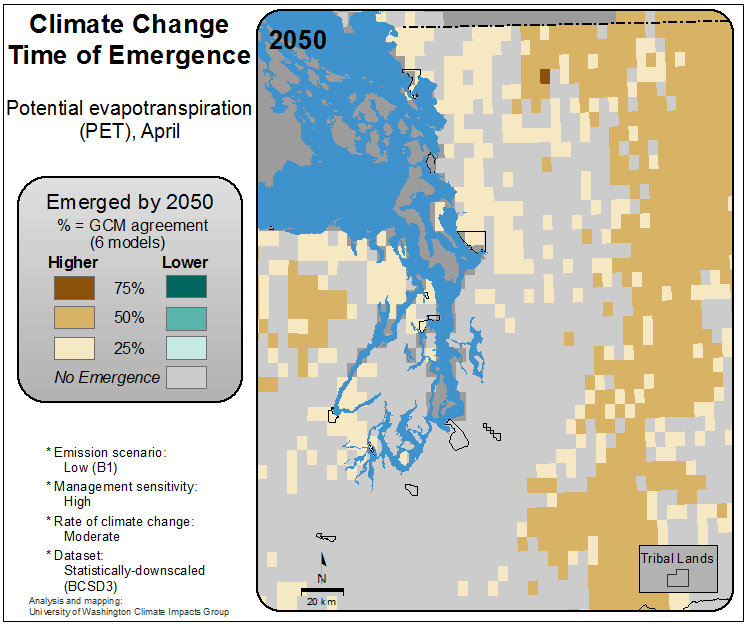 Climate Change
Time of Emergence
Potential evapotranspiration
(PET), April
Emerged by 2050
% = GCM agreement
(6 models)
Higher Lower
75%
50%
25%
No Emergence
* Emission scenario:
Low (B1)
* Management sensitivity:
High
* Rate of climate change:
Moderate
* Dataset:
Statistically-downscaled
(BCSD3)
Analysis and mapping:
University of Washington Climate Impacts Group
2050
N
20 km
Tribal Lands